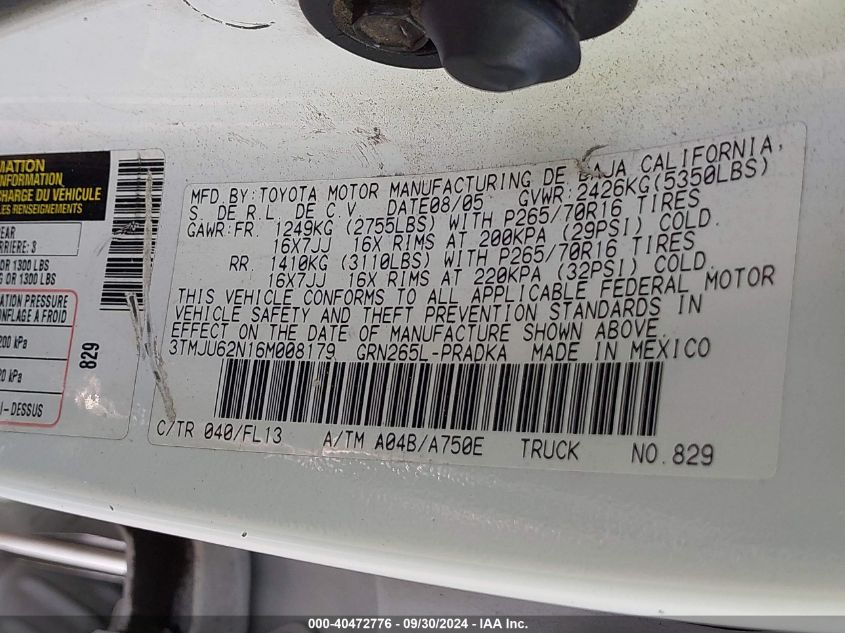 MATION
INFORMATION
CHARGE DU VÉHICULE
LES RENSEIGNEMENTS
REAR
ARRIERE: 3
OR 1300 LBS
G OR 1300 LBS
ATION PRESSURE
ONFLAGE A FROID
200 kPa
20 kPa
I-DESSUS
829
MFD BY: TOYOTA MOTOR MANUFACTURING DE BAJA CALIFORNIA,
S. DE R.L. DE C.V. DATE08/05 GVWR:2426KG(5350LBS)
GAWR:FR. 1249KG (2755LBS) WITH P265/70R16 TIRES
16X7JJ 16X RIMS AT 200KPA (29PSI) COLD.
RR. 1410KG (3110LBS) WITH P265/70R16 TIRES
16X7JJ 16X RIMS AT 220KPA (32PSI) COLD.
THIS VEHICLE CONFORMS TO ALL APPLICABLE FEDERAL MOTOR
VEHICLE SAFETY AND THEFT PREVENTION STANDARDS IN
EFFECT ON THE DATE OF MANUFACTURE SHOWN ABOVE.
3TMJU62N16M008179 GRN265L-PRADKA MADE IN MEXICO
C/TR 040/FL13 A/TM A04B/A750E TRUCK NO.829
000-40472776 - 09/30/2024 - IAA Inc.